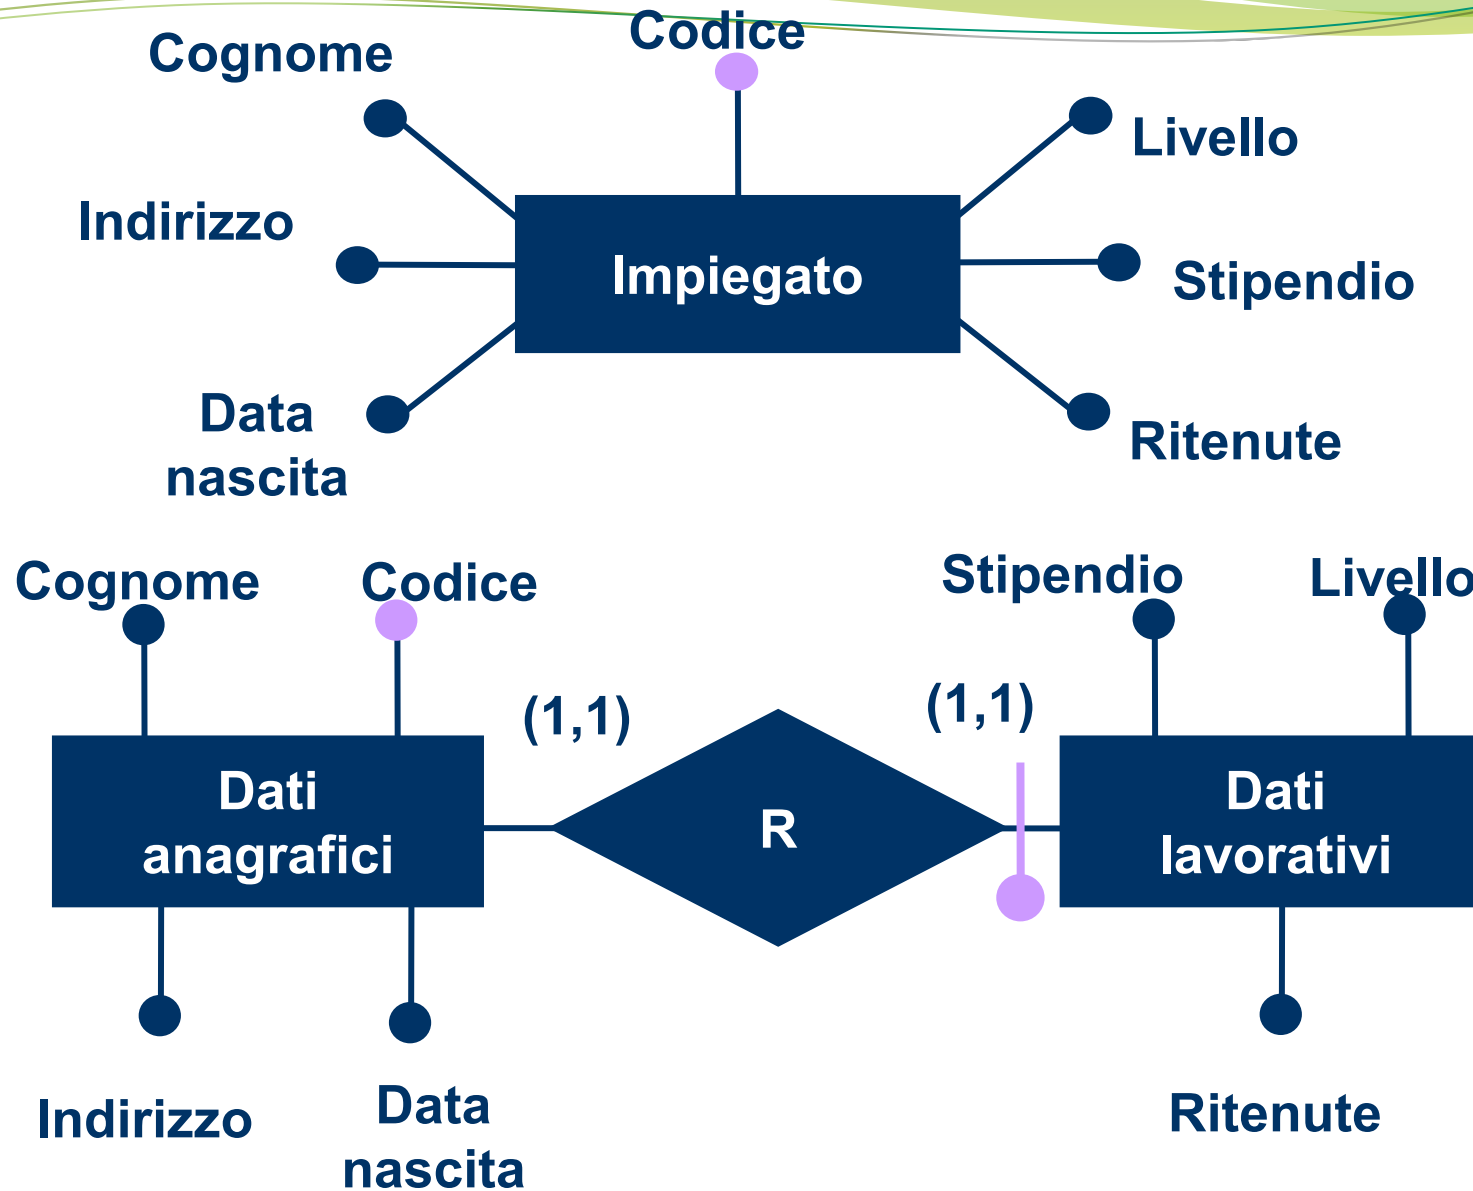 Codice
Cognome
Livello
Indirizzo
Impiegato
Stipendio
Data
nascita
Ritenute
Cognome
Codice
Stipendio
Livello
(1,1)
(1,1)
Dati
anagrafici
R
Dati
lavorativi
Indirizzo
Data
nascita
Ritenute